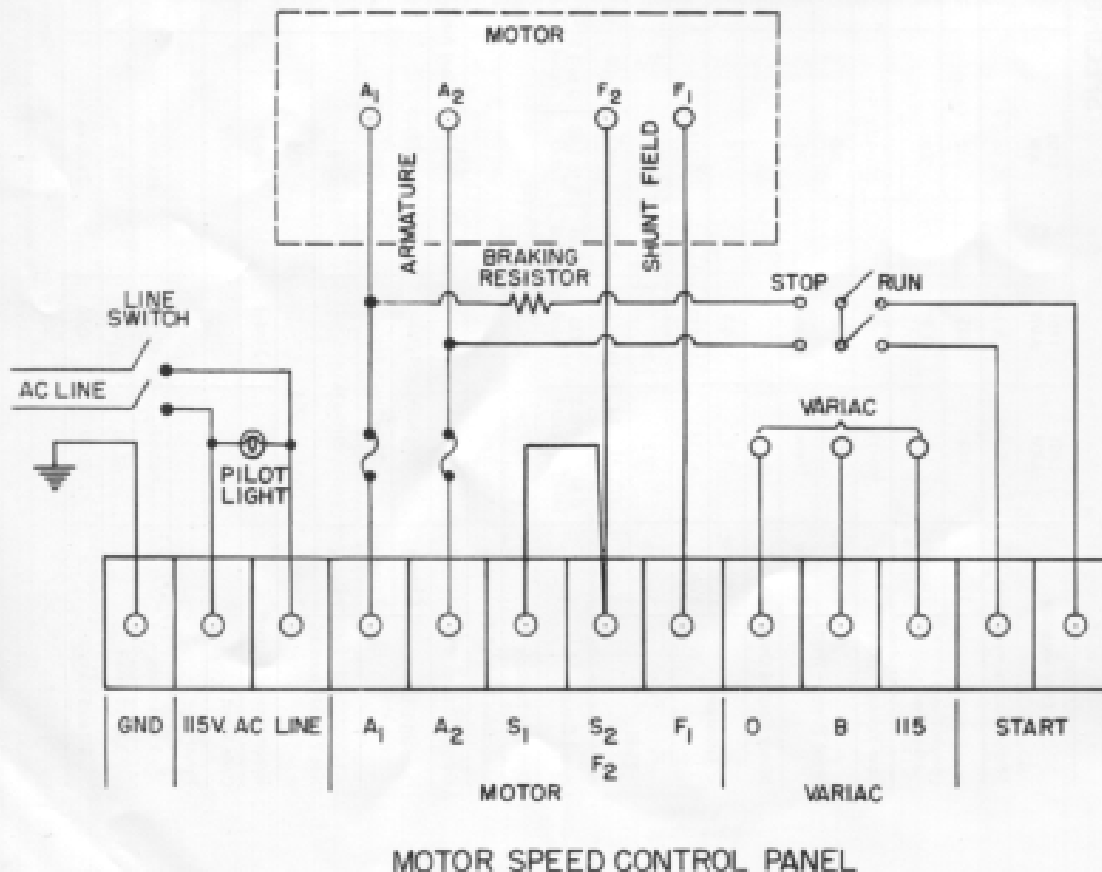 MOTOR
A1 A2 F2 F1
ARMATURE
SHUNT FIELD
BRAKING
RESISTOR
STOP RUN
LINE
SWITCH
AC LINE
VARIAC
PILOT
LIGHT
GND 115V. AC LINE A1 A2 S1 S2 F1 O B 115 START
F2
MOTOR VARIAC
MOTOR SPEED CONTROL PANEL